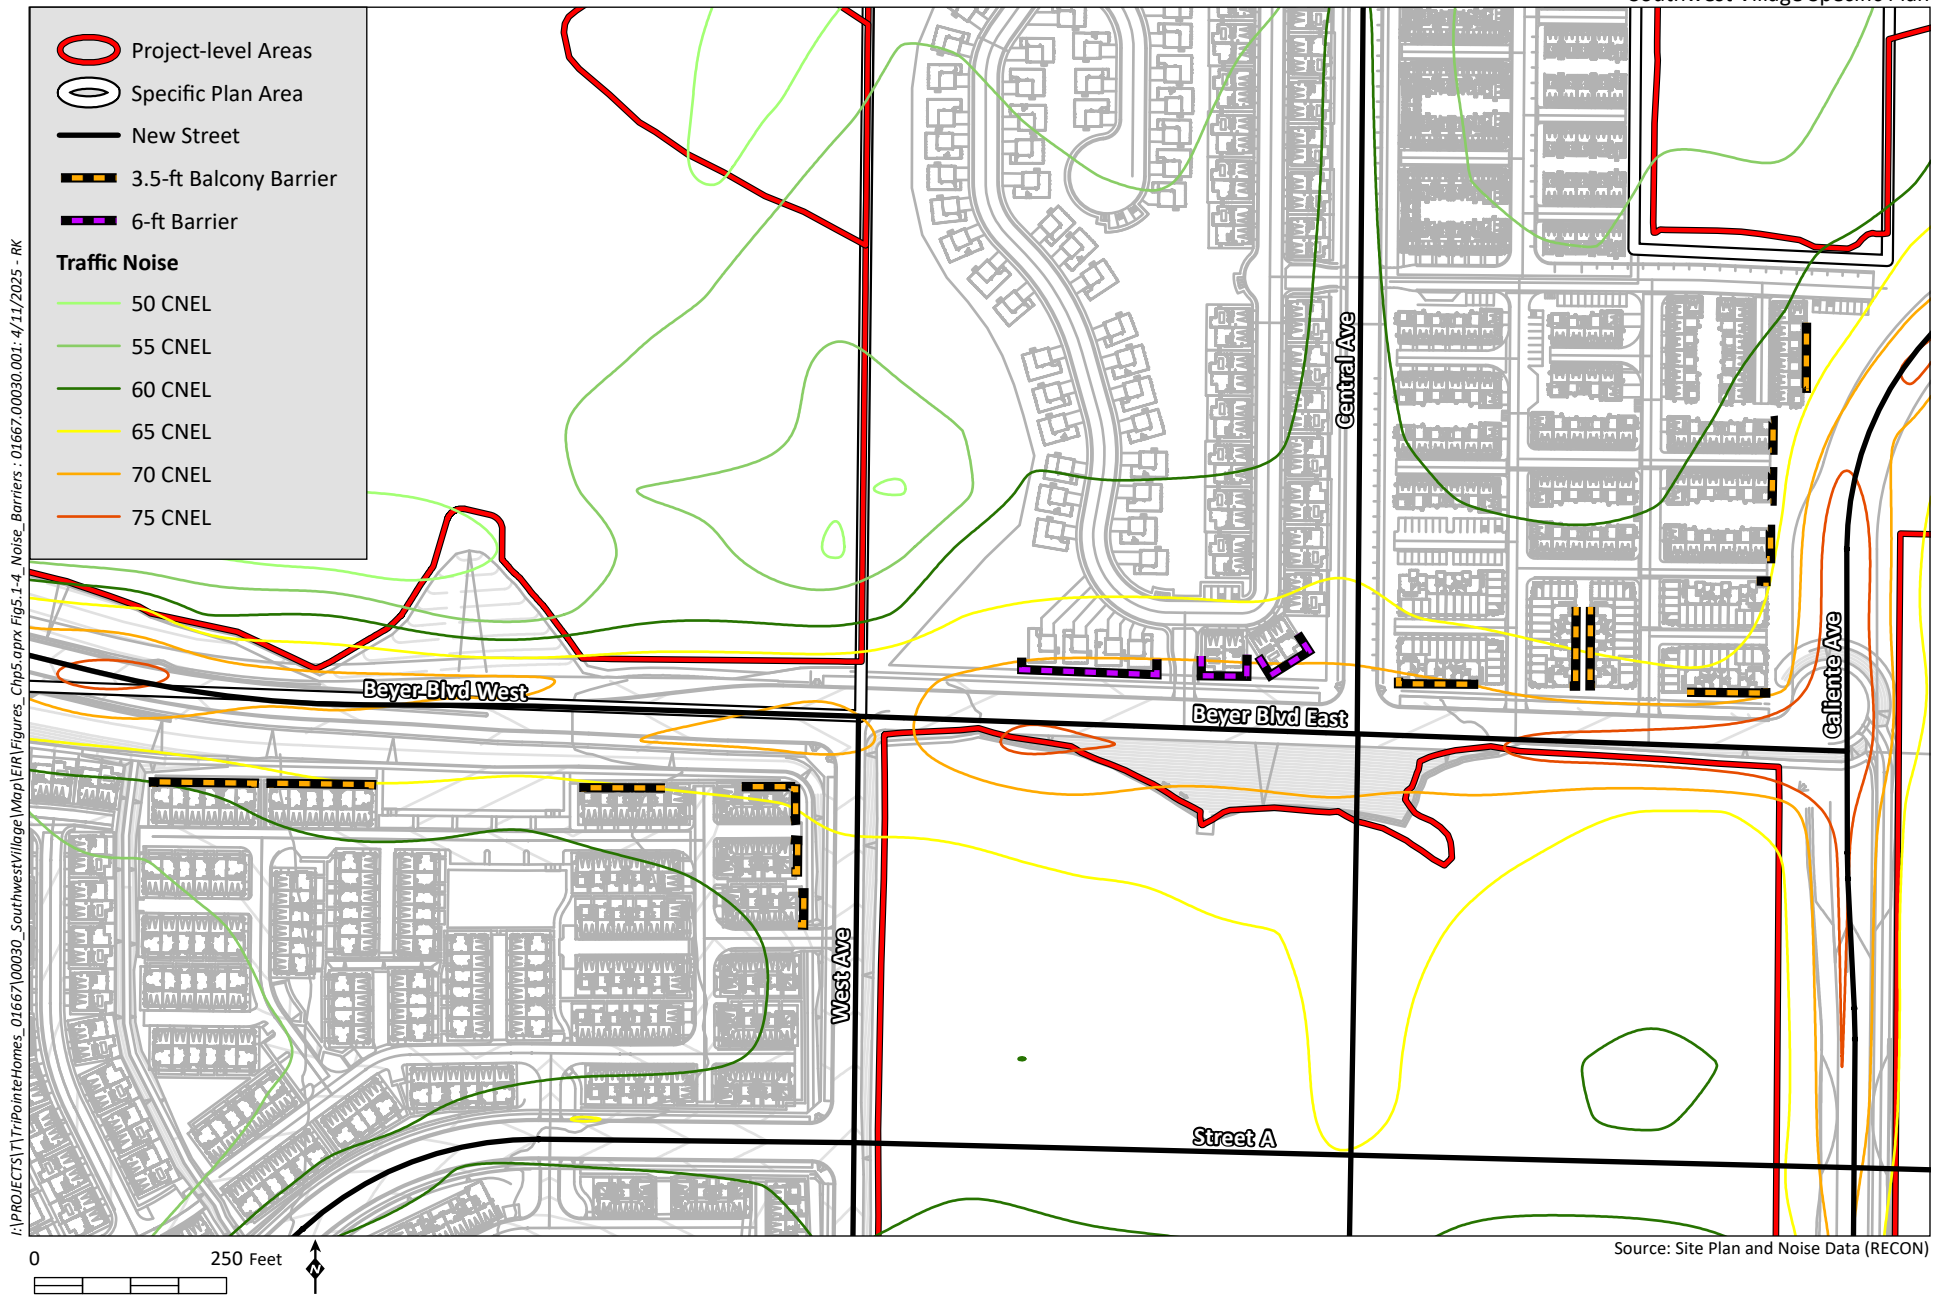 Southwest Village Specific Plan
Project-level Areas
Specific Plan Area
New Street
3.5-ft Balcony Barrier
6-ft Barrier
Traffic Noise
50 CNEL
55 CNEL
60 CNEL
65 CNEL
70 CNEL
75 CNEL
I:\PROJECTS\T\TriPointeHomes_01667\00030_SouthwestVillage\Map\EIR\Figures_Chp5.aprx Fig5.1-4_Noise_Barriers : 01667.00030.001: 4/11/2025 - RK
Central Ave
Caliente Ave
Beyer Blvd West
Beyer Blvd East
West Ave
Street A
0 250 Feet
N
Source: Site Plan and Noise Data (RECON)